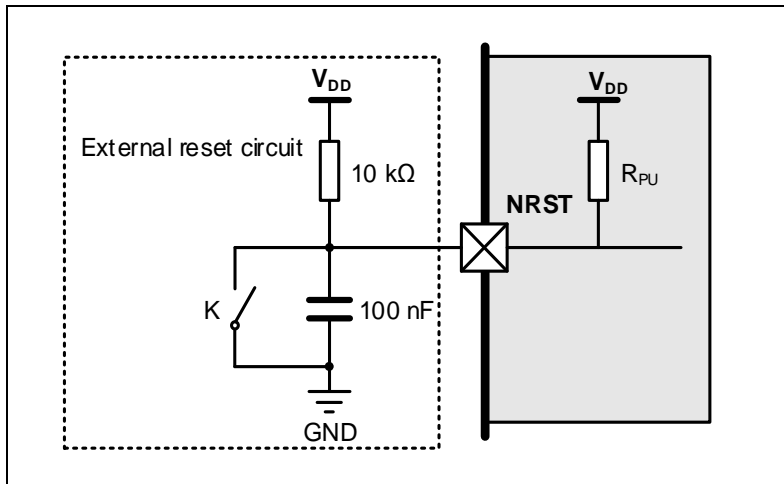 V_DD
V_DD
External reset circuit
10 kΩ
R_PU
NRST
K
100 nF
GND